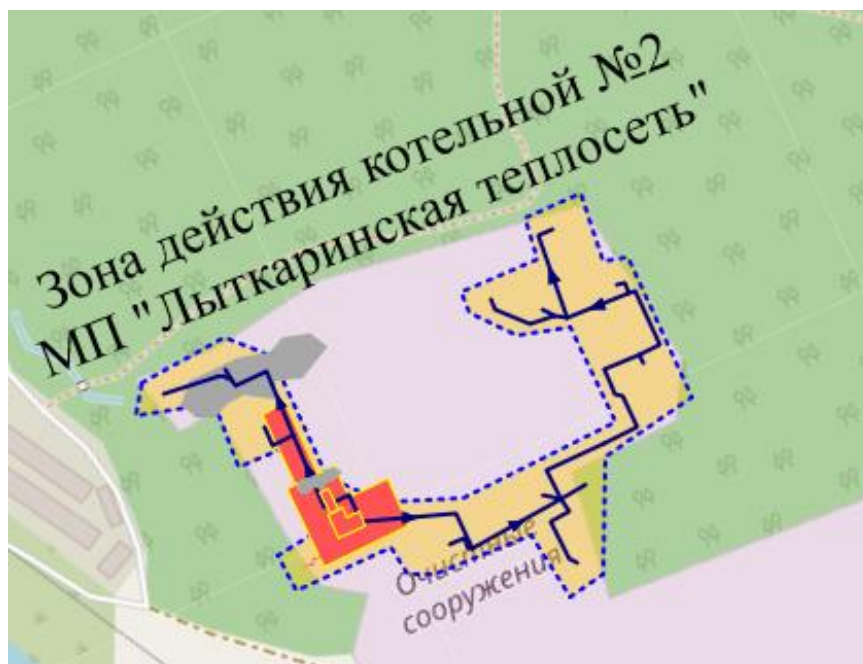 Зона действия котельной №2
МП "Лыткаринская теплосеть"
Очистные
сооружения